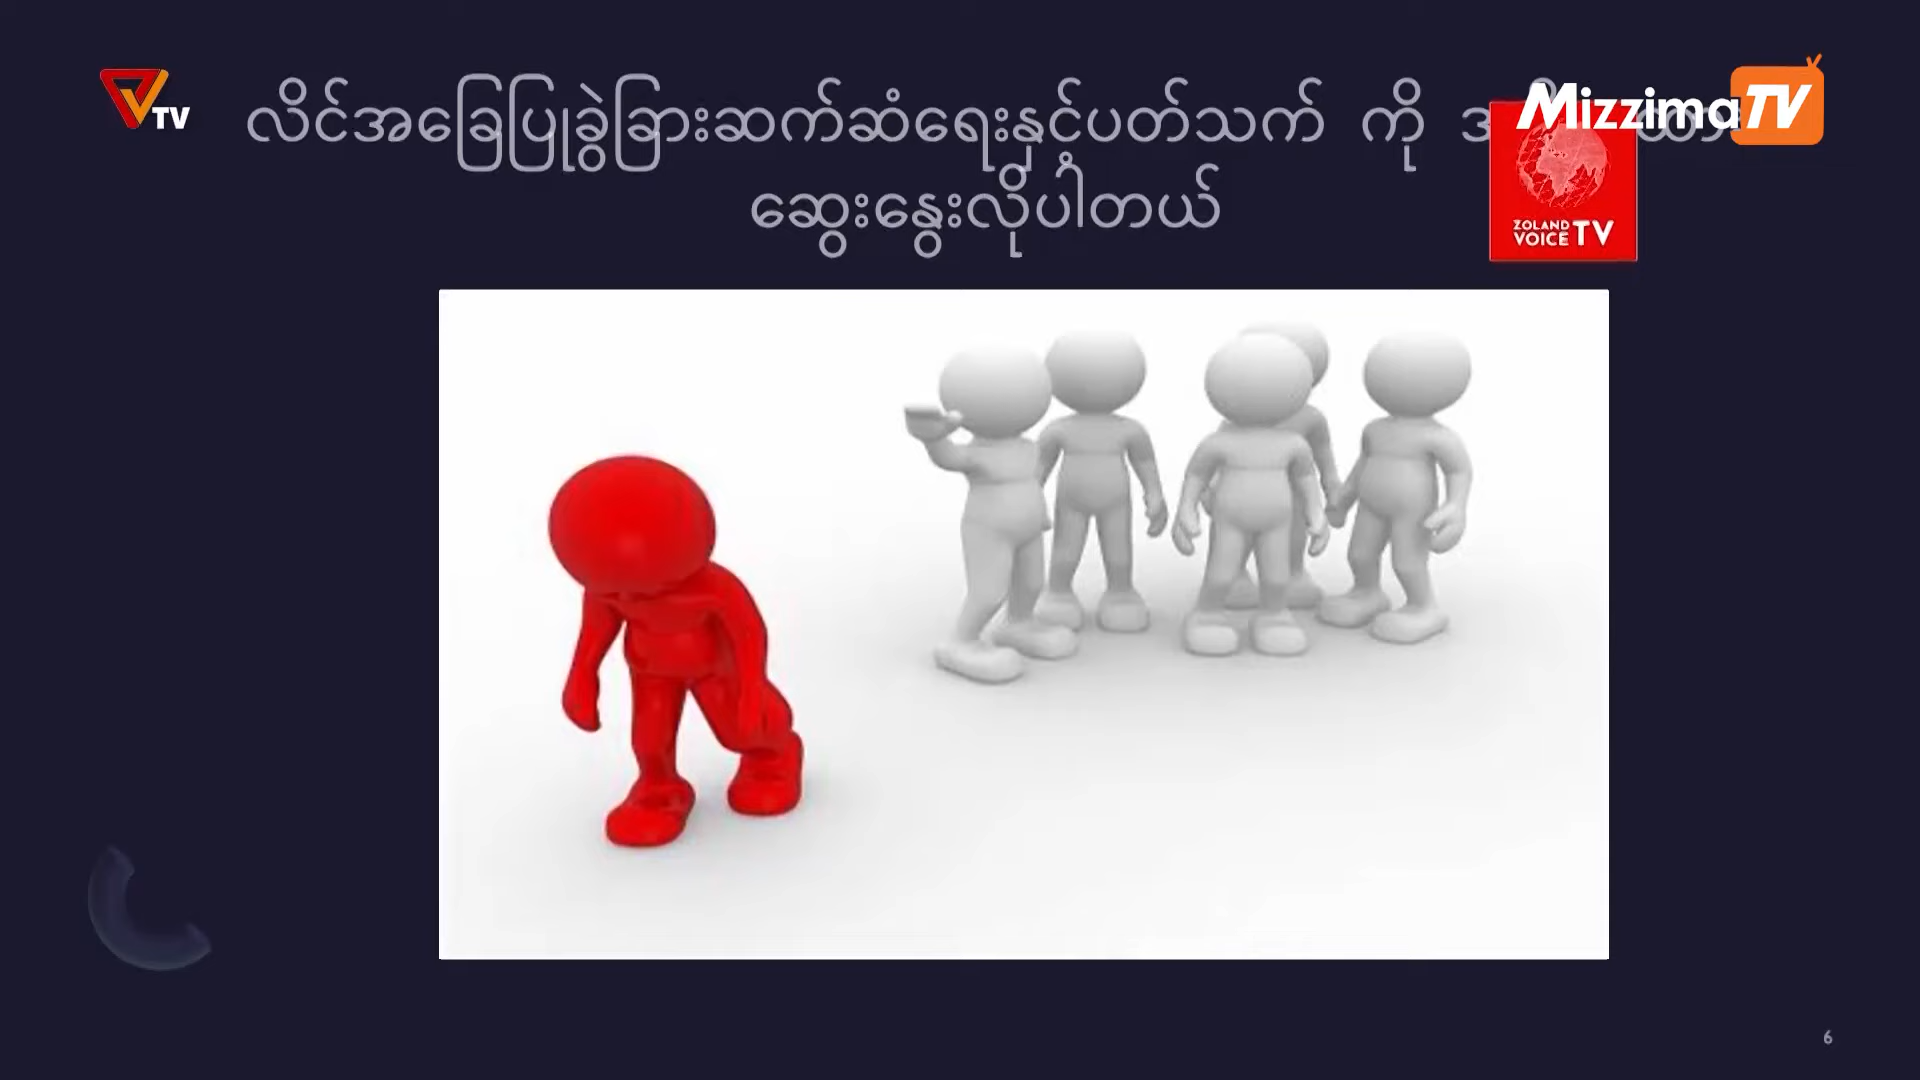 TV
လိင်အခြေပြုခွဲခြားဆက်ဆံရေးနှင့်ပတ်သက် ကို
MizzimaTV
ဆွေးနွေးလိုပါတယ်
ZOLAND
VOICE TV
6